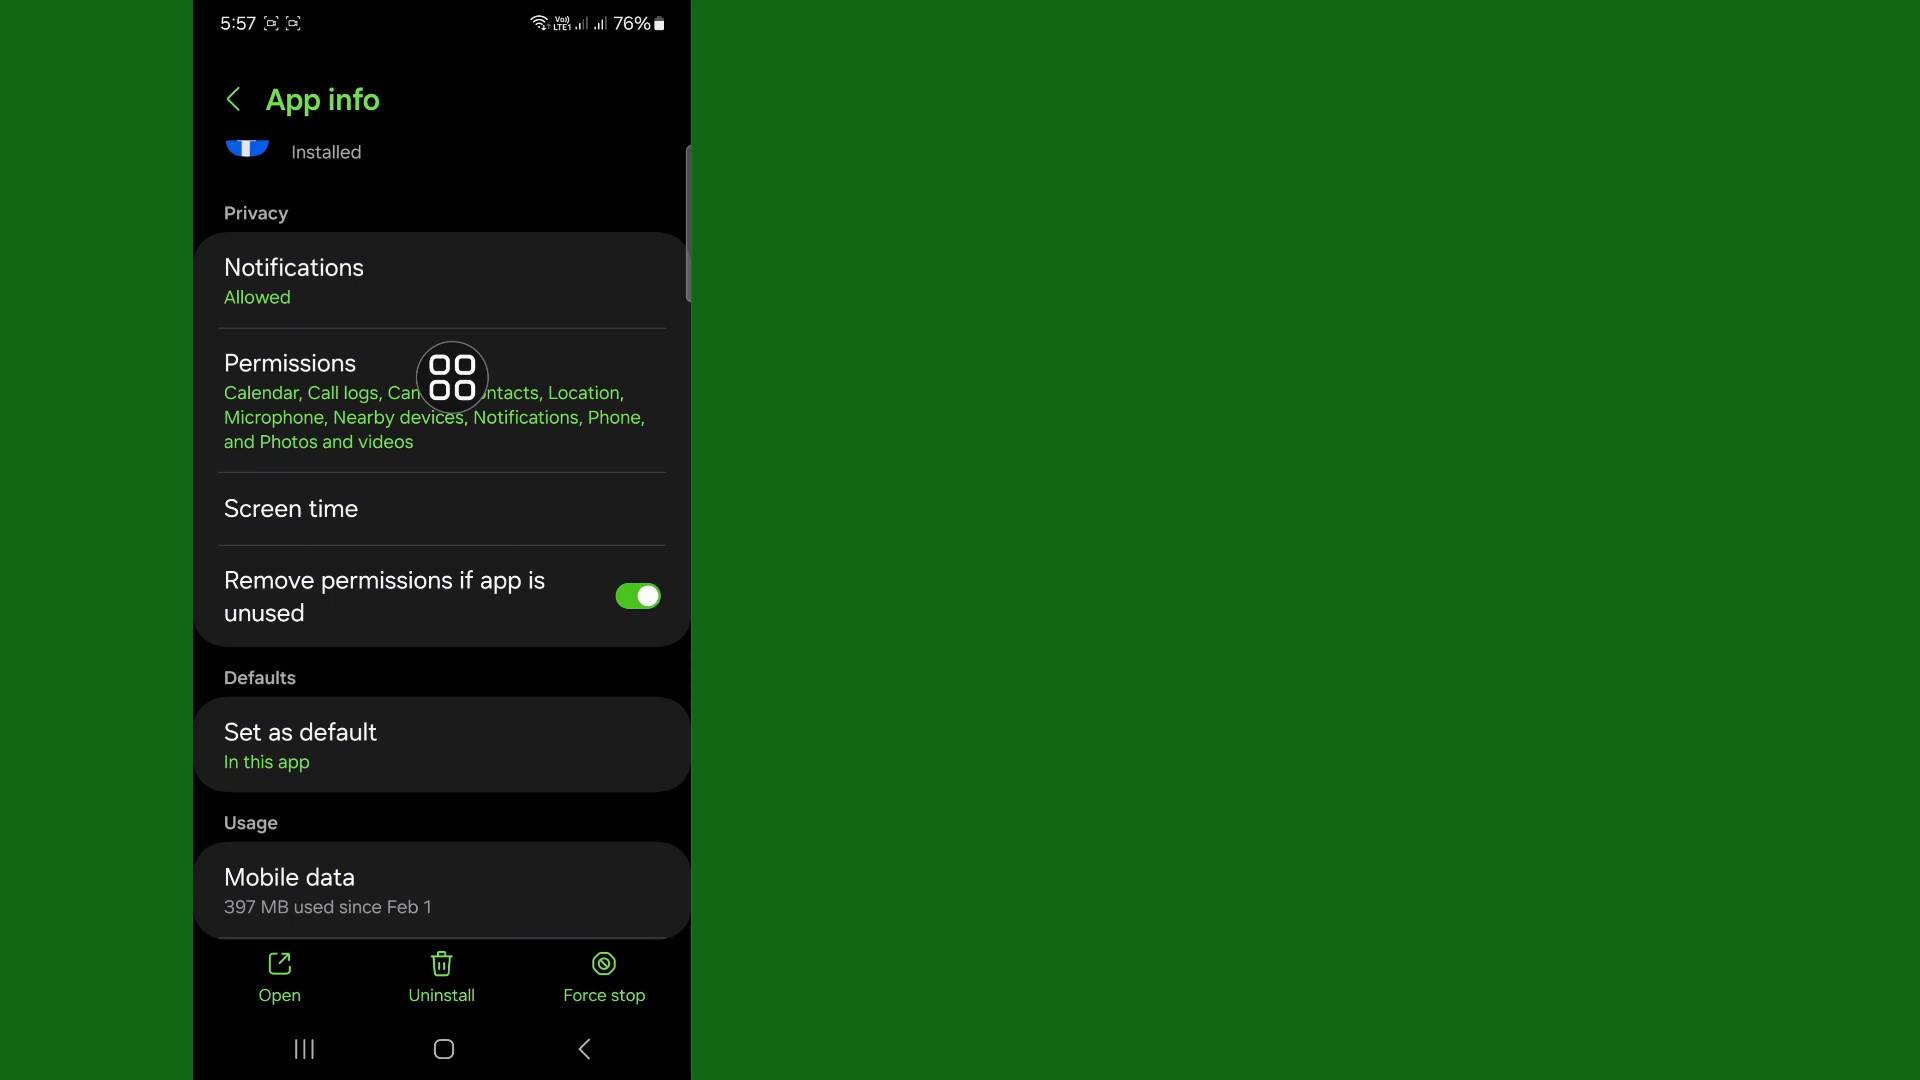 5:57
Vo)) LTE1 76%
App info
Installed
Privacy
Notifications
Allowed
Permissions
Calendar, Call logs, Location,
Microphone, Nearby devices, Notifications, Phone,
and Photos and videos
Screen time
Remove permissions if app is
unused
Defaults
Set as default
In this app
Usage
Mobile data
397 MB used since Feb 1
Open Uninstall Force stop